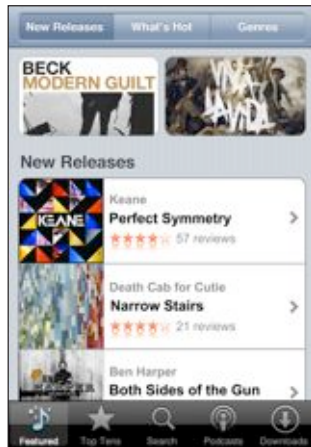 New Releases
What's Hot
Genres
BECK
MODERN GUILT
VIVA
LA VIDA
New Releases
KEANE
Keane
Perfect Symmetry
57 reviews
Death Cab for Cutie
Narrow Stairs
21 reviews
Ben Harper
Both Sides of the Gun
Featured
Top Tens
Search
Podcasts
Downloads